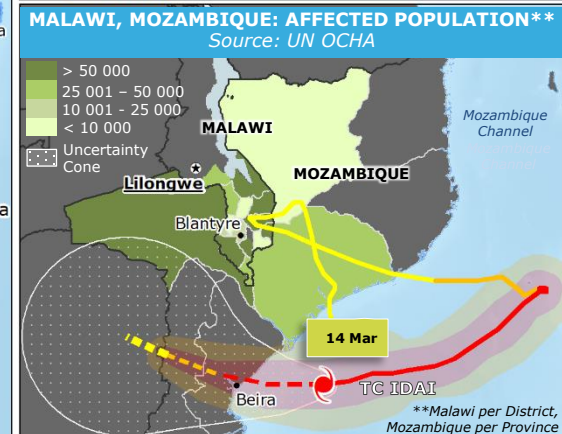 MALAWI, MOZAMBIQUE: AFFECTED POPULATION**
Source: UN OCHA
> 50 000
25 001 – 50 000
10 001 - 25 000
< 10 000
Uncertainty
Cone
MALAWI
Mozambique
Channel
MOZAMBIQUE
Lilongwe
Blantyre
14 Mar
TC IDAI
Beira
**Malawi per District,
Mozambique per Province
a
a